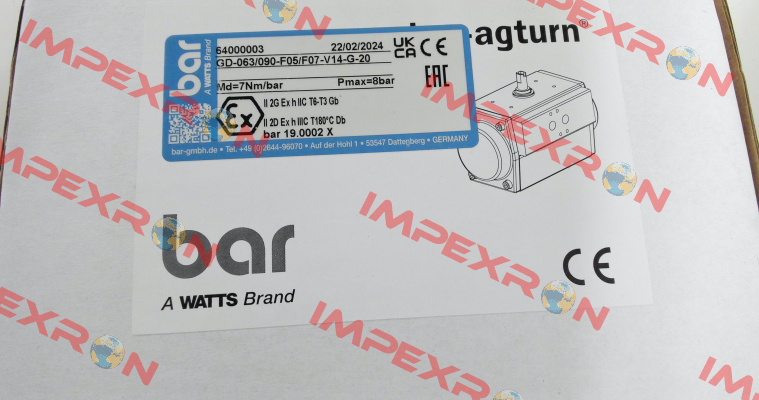 bar
A WATTS Brand
64000003 22/02/2024 UK CA CE
GD-063/090-F05/F07-V14-G-20
Md=7Nm/bar Pmax=8bar EAC
Ex II 2G Ex h IIC T6-T3 Gb
II 2D Ex h IIIC T180°C Db
bar 19.0002 X
bar-gmbh.de • Tel. +49 (0)2644-96070 • Auf der Hohl 1 • 53547 Dattenberg • GERMANY
-agturn®
bar
A WATTS Brand
CE
IMPEXRON
IMPEXRON
IMPEXRON
IMPEXRON
IMPEXRON